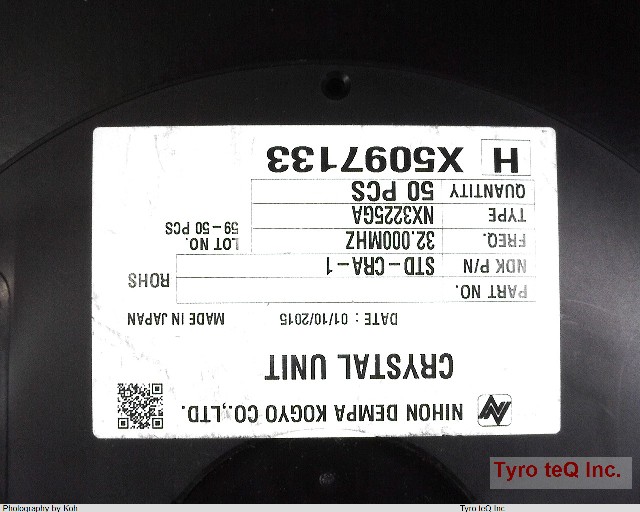 NIHON DEMPA KOGYO CO.,LTD.
CRYSTAL UNIT
DATE : 01/10/2015 MADE IN JAPAN
PART NO.
NDK P/N STD-CRA-1 ROHS
FREQ. 32.000MHZ LOT NO.
TYPE NX3225GA 59-50 PCS
QUANTITY 50 PCS
H X5097133
Tyro teQ Inc.
Photography by Koh Tyro teQ Inc